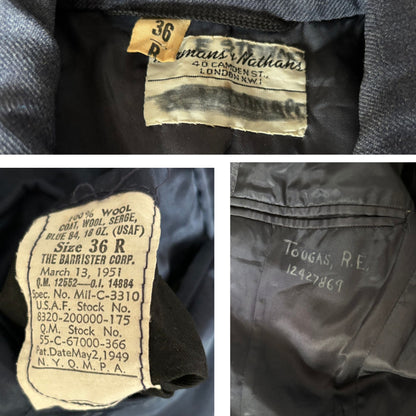 36
R
& Nathans
40 CAMDEN ST.,
LONDON N.W.1
100% WOOL
COAT, WOOL, SERGE,
BLUE 84, 18 OZ. (USAF)
Size 36 R
THE BARRISTER CORP.
March 13, 1951
Q.M. 12552—O.I. 14884
Spec. No. Mil-C-3310
U.S.A.F. Stock No.
8320-200000-175
Q.M. Stock No.
55-C-67000-366
Pat. Date May 2, 1949
N. Y. Q. M. P. A.
TOUGAS, R.E.
12427869